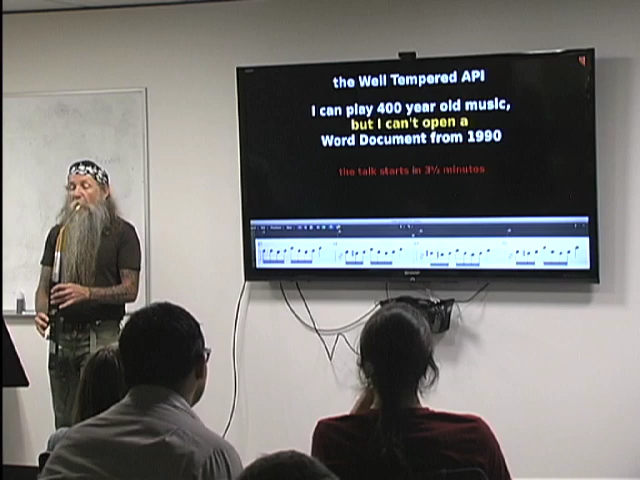 the Well Tempered API
I can play 400 year old music,
but I can't open a
Word Document from 1990
the talk starts in 3½ minutes
SHARP